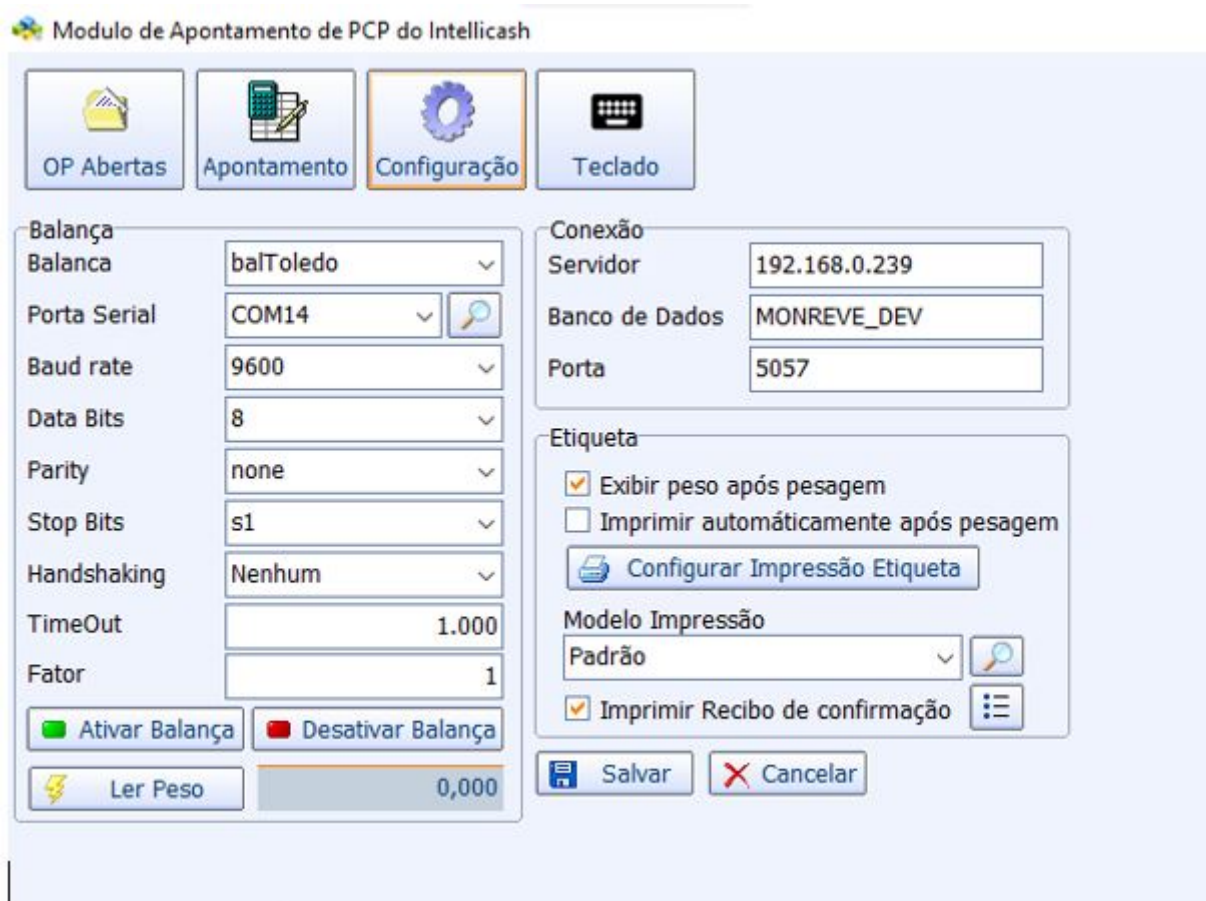 Modulo de Apontamento de PCP do Intellicash
OP Abertas
Apontamento
Configuração
Teclado
Balança
Balanca balToledo
Porta Serial COM14
Baud rate 9600
Data Bits 8
Parity none
Stop Bits s1
Handshaking Nenhum
TimeOut 1.000
Fator 1
Ativar Balança Desativar Balança
Ler Peso 0,000
Conexão
Servidor 192.168.0.239
Banco de Dados MONREVE_DEV
Porta 5057
Etiqueta
Exibir peso após pesagem
Imprimir automáticamente após pesagem
Configurar Impressão Etiqueta
Modelo Impressão
Padrão
Imprimir Recibo de confirmação
Salvar Cancelar